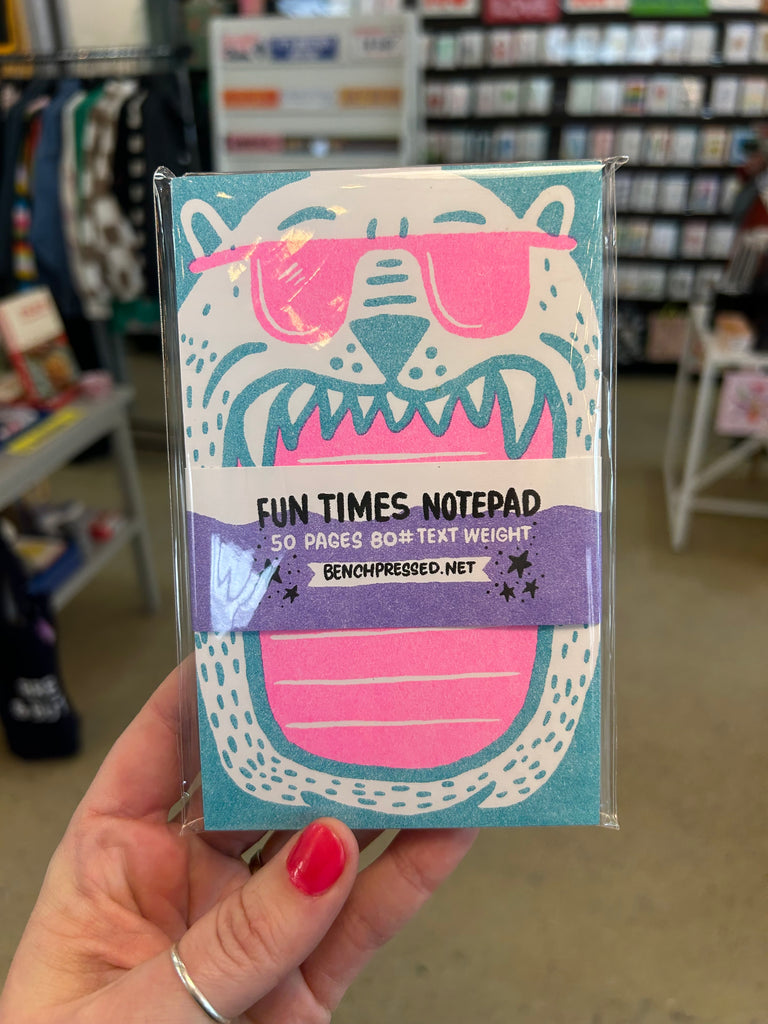 FUN TIMES NOTEPAD
50 PAGES 80# TEXT WEIGHT
BENCHPRESSED.NET